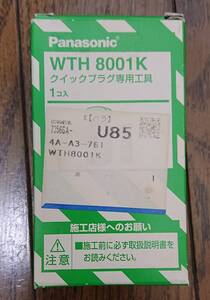 Panasonic
WTH 8001K
クイックプラグ専用工具
1コ入
U85
4A-A3-761
WTH8001K
施工店様へのお願い
注意
■施工前に必ず取扱説明書を
お読みください。